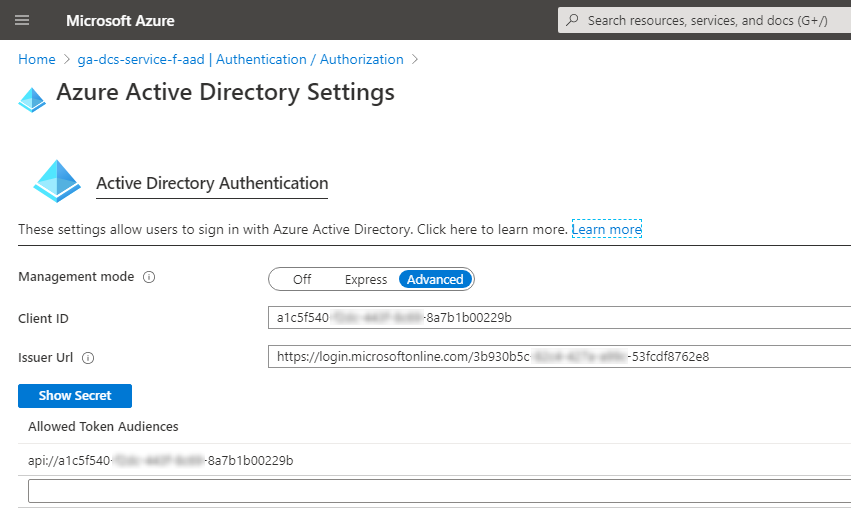 Microsoft Azure
Search resources, services, and docs (G+/)
Home > ga-dcs-service-f-aad | Authentication / Authorization >
Azure Active Directory Settings
Active Directory Authentication
These settings allow users to sign in with Azure Active Directory. Click here to learn more. Learn more
Management mode
Off Express Advanced
Client ID
a1c5f540- -8a7b1b00229b
Issuer Url
https://login.microsoftonline.com/3b930b5c- -53fcdf8762e8
Show Secret
Allowed Token Audiences
api://a1c5f540- -8a7b1b00229b